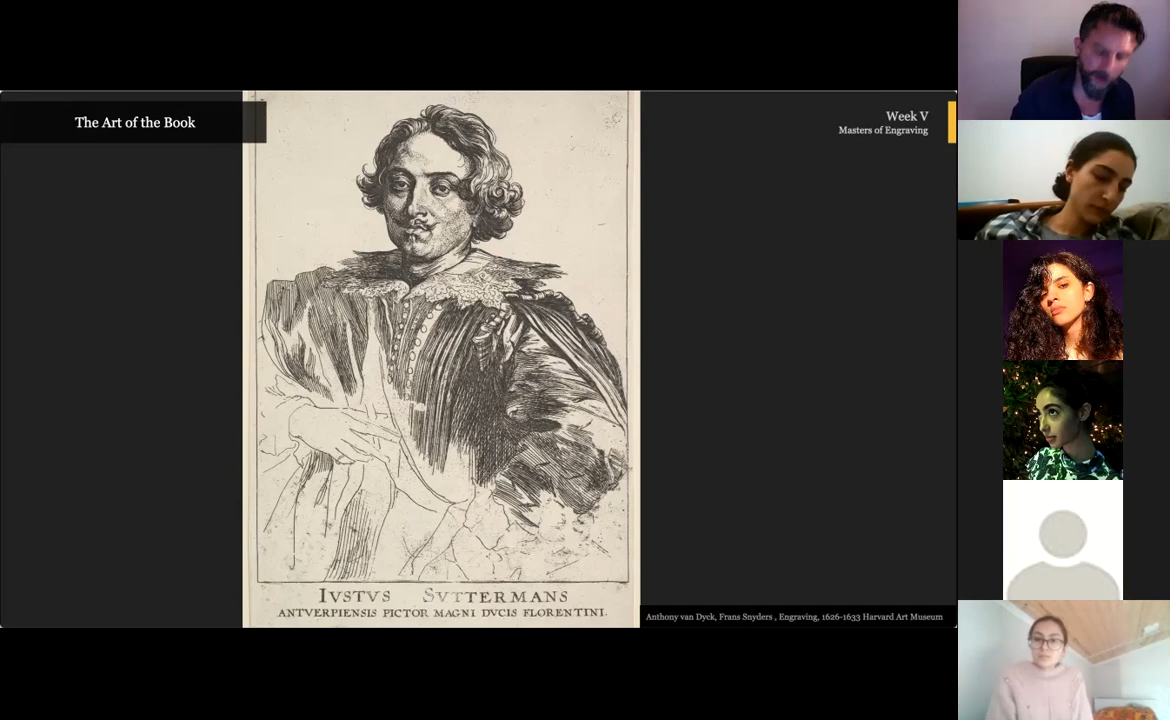 The Art of the Book
Week V
Masters of Engraving
IVSTVS SVTTERMANS
ANTVERPIENSIS PICTOR MAGNI DVCIS FLORENTINI.
Anthony van Dyck, Frans Snyders , Engraving, 1626-1633 Harvard Art Museum